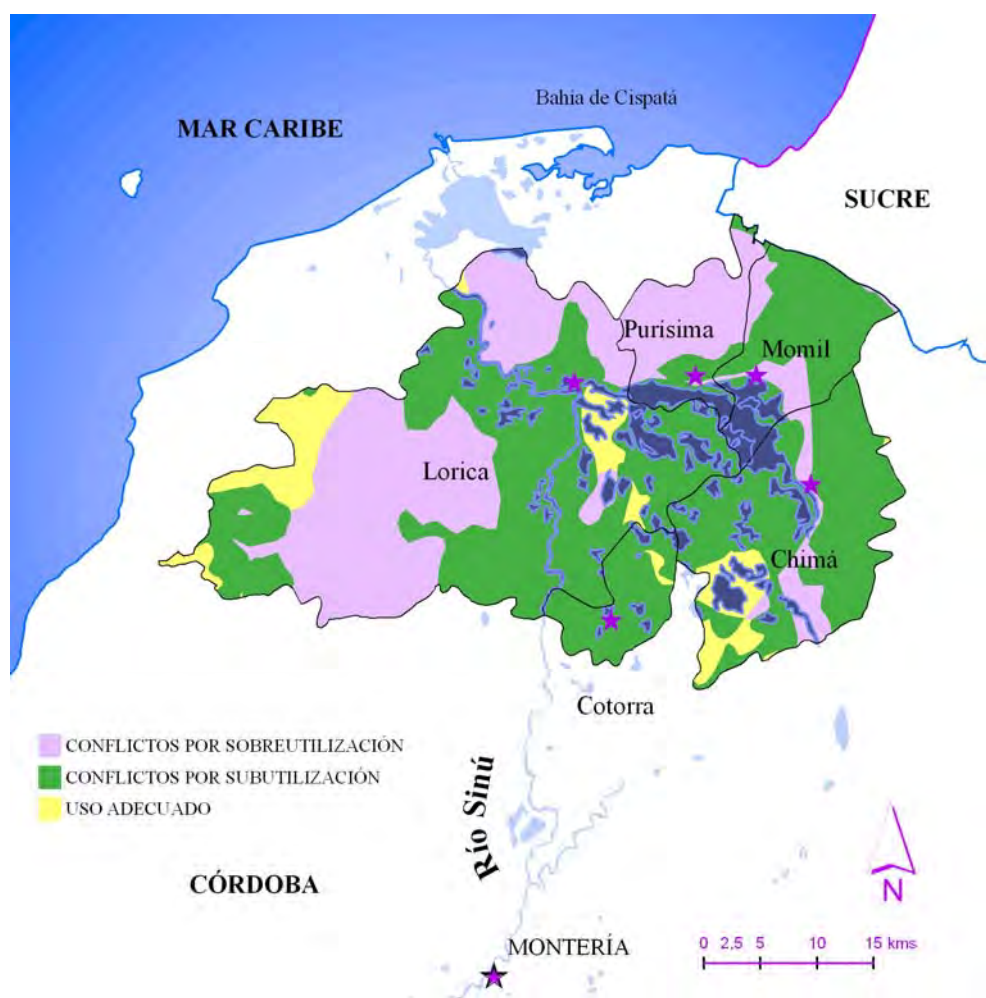 Bahia de Cispatá
MAR CARIBE
SUCRE
Purísima
Momil
Lorica
Chimá
Cotorra
CONFLICTOS POR SOBREUTILIZACIÓN
CONFLICTOS POR SUBUTILIZACIÓN
USO ADECUADO
Río Sinú
CÓRDOBA
N
MONTERÍA
0 2,5 5 10 15 kms